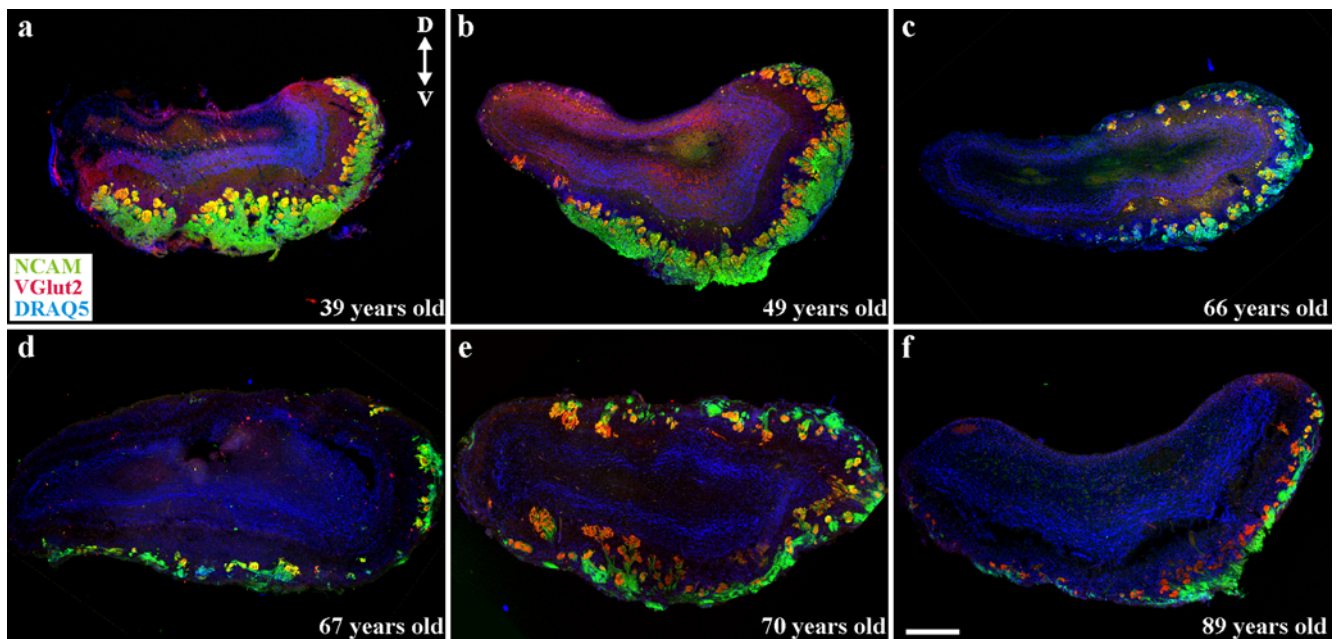 a
D
V
NCAM
VGlut2
DRAQ5
39 years old
b
49 years old
c
66 years old
d
67 years old
e
70 years old
f
89 years old